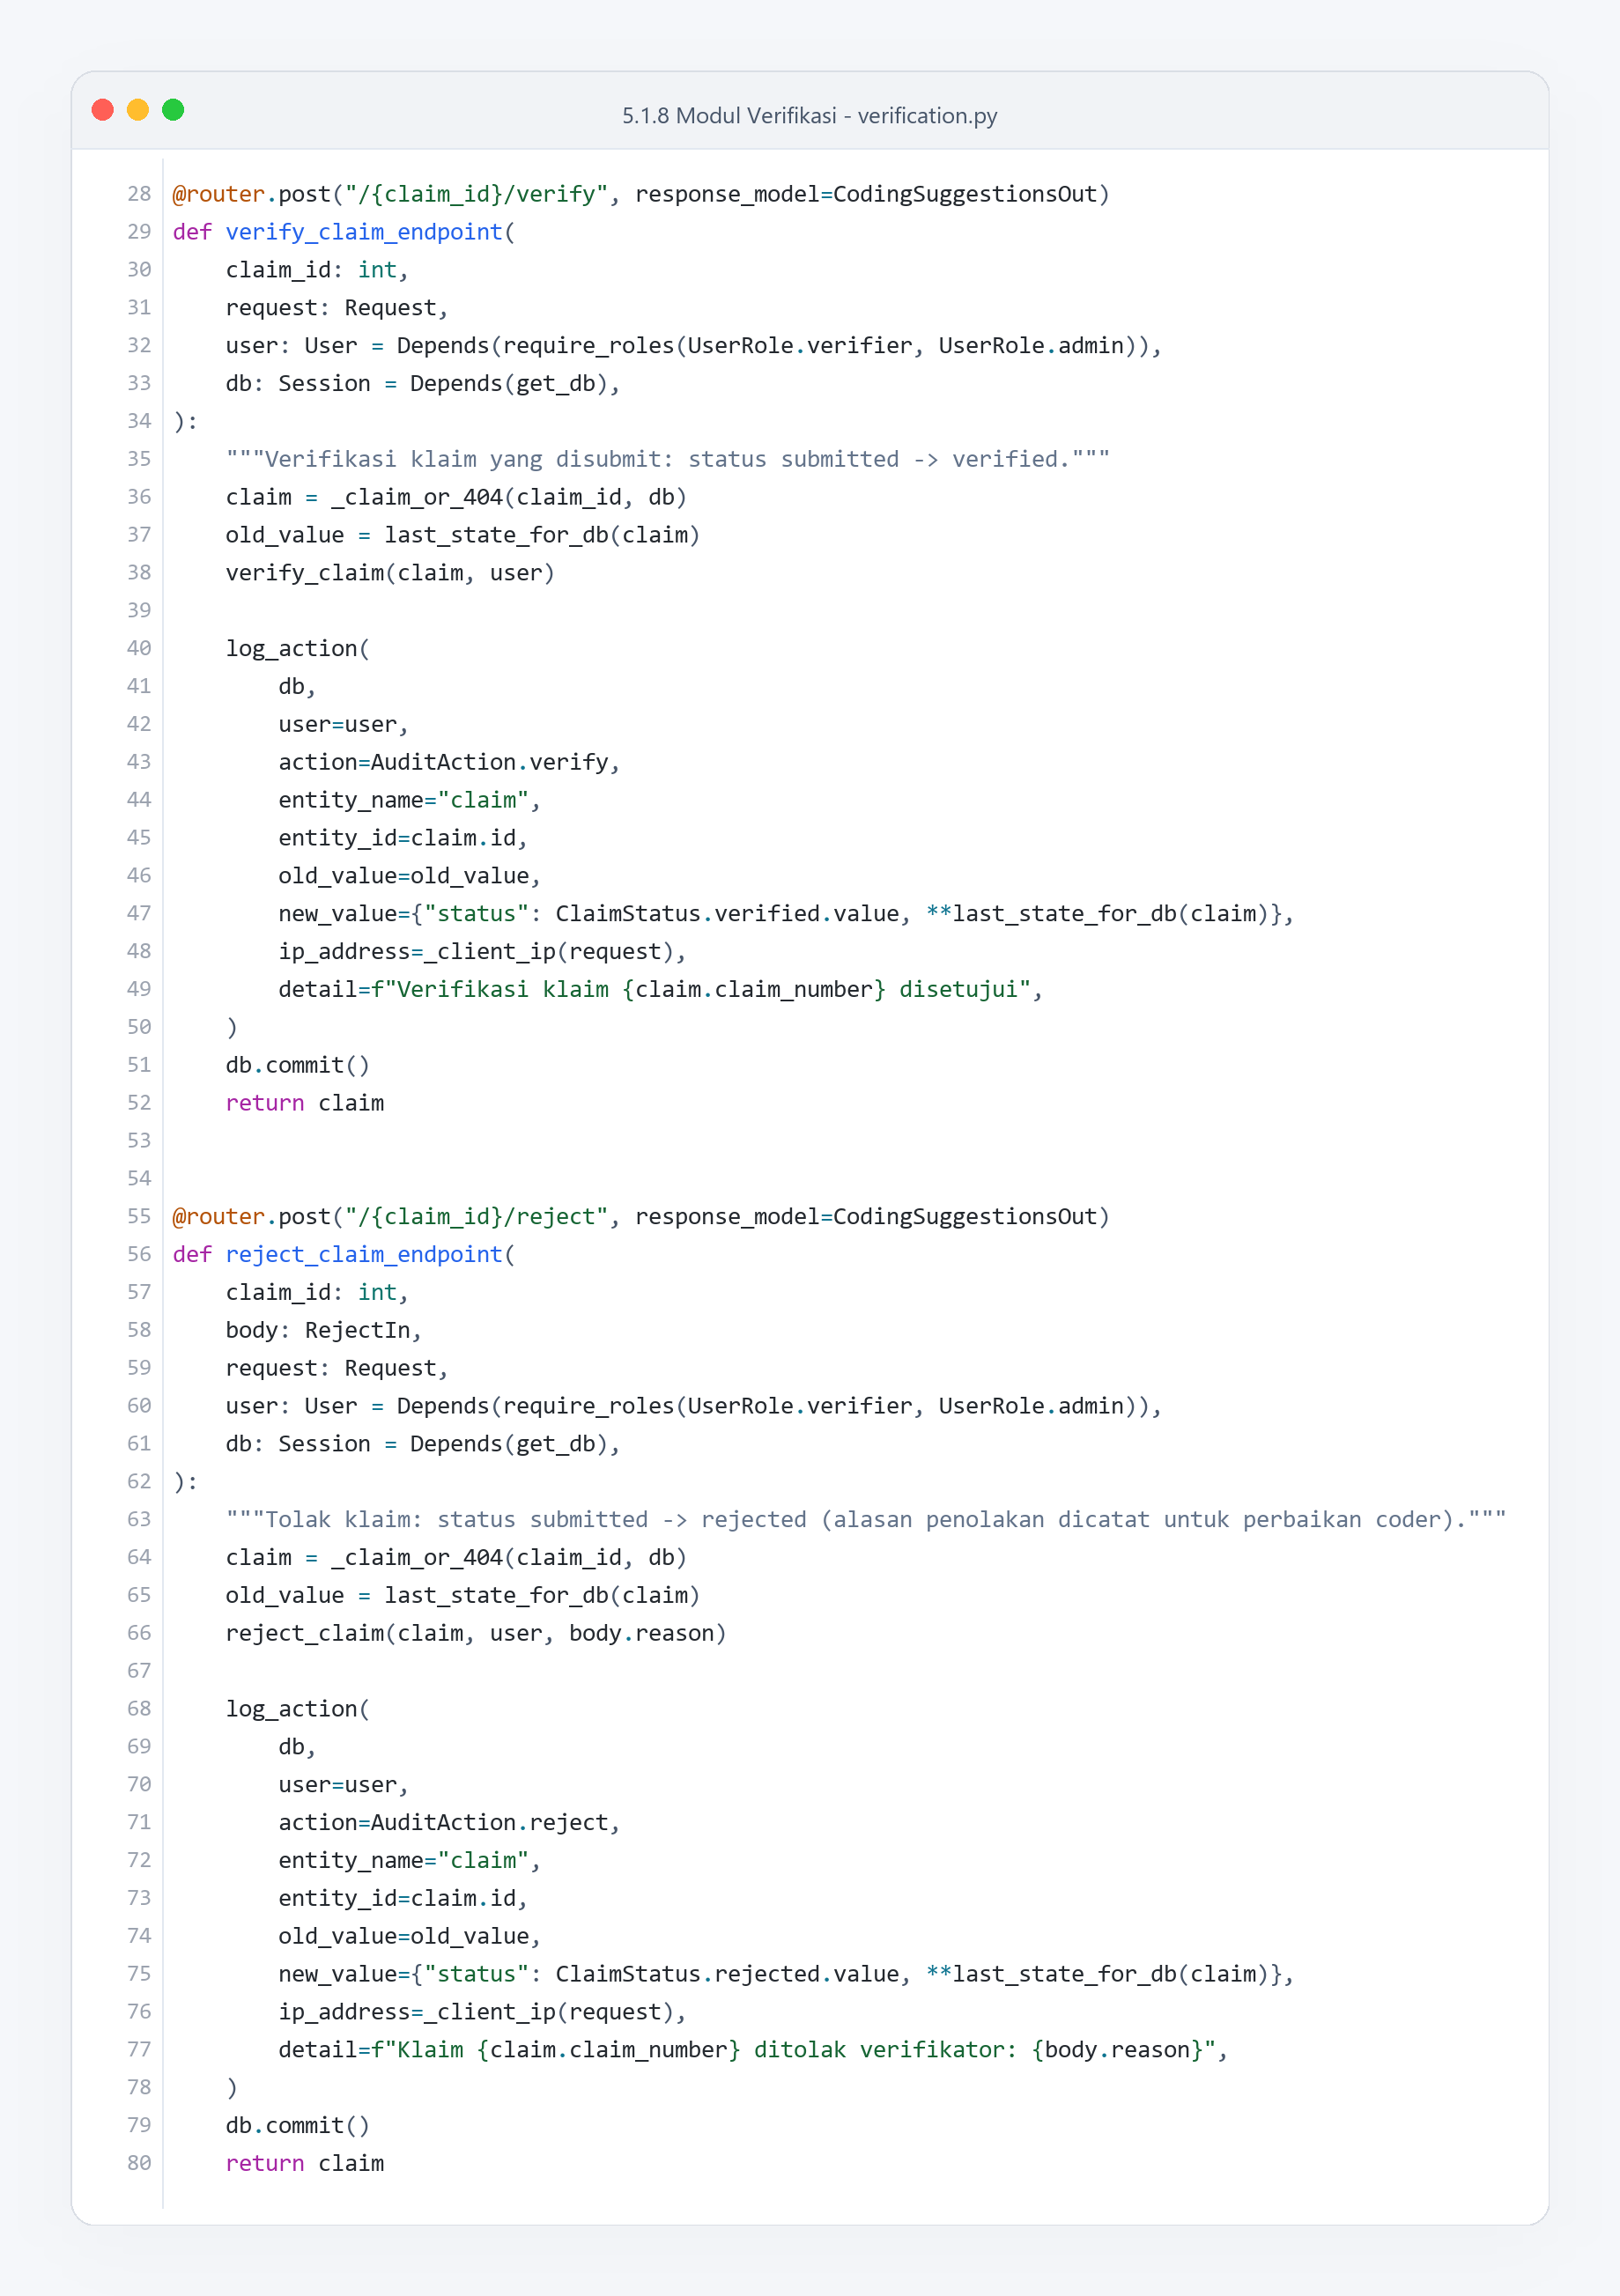 5.1.8 Modul Verifikasi - verification.py
28 @router.post("/{claim_id}/verify", response_model=CodingSuggestionsOut)
29 def verify_claim_endpoint(
30     claim_id: int,
31     request: Request,
32     user: User = Depends(require_roles(UserRole.verifier, UserRole.admin)),
33     db: Session = Depends(get_db),
34 ):
35     """Verifikasi klaim yang disubmit: status submitted -> verified."""
36     claim = _claim_or_404(claim_id, db)
37     old_value = last_state_for_db(claim)
38     verify_claim(claim, user)
39
40     log_action(
41         db,
42         user=user,
43         action=AuditAction.verify,
44         entity_name="claim",
45         entity_id=claim.id,
46         old_value=old_value,
47         new_value={"status": ClaimStatus.verified.value, **last_state_for_db(claim)},
48         ip_address=_client_ip(request),
49         detail=f"Verifikasi klaim {claim.claim_number} disetujui",
50     )
51     db.commit()
52     return claim
53
54
55 @router.post("/{claim_id}/reject", response_model=CodingSuggestionsOut)
56 def reject_claim_endpoint(
57     claim_id: int,
58     body: RejectIn,
59     request: Request,
60     user: User = Depends(require_roles(UserRole.verifier, UserRole.admin)),
61     db: Session = Depends(get_db),
62 ):
63     """Tolak klaim: status submitted -> rejected (alasan penolakan dicatat untuk perbaikan coder)."""
64     claim = _claim_or_404(claim_id, db)
65     old_value = last_state_for_db(claim)
66     reject_claim(claim, user, body.reason)
67
68     log_action(
69         db,
70         user=user,
71         action=AuditAction.reject,
72         entity_name="claim",
73         entity_id=claim.id,
74         old_value=old_value,
75         new_value={"status": ClaimStatus.rejected.value, **last_state_for_db(claim)},
76         ip_address=_client_ip(request),
77         detail=f"Klaim {claim.claim_number} ditolak verifikator: {body.reason}",
78     )
79     db.commit()
80     return claim